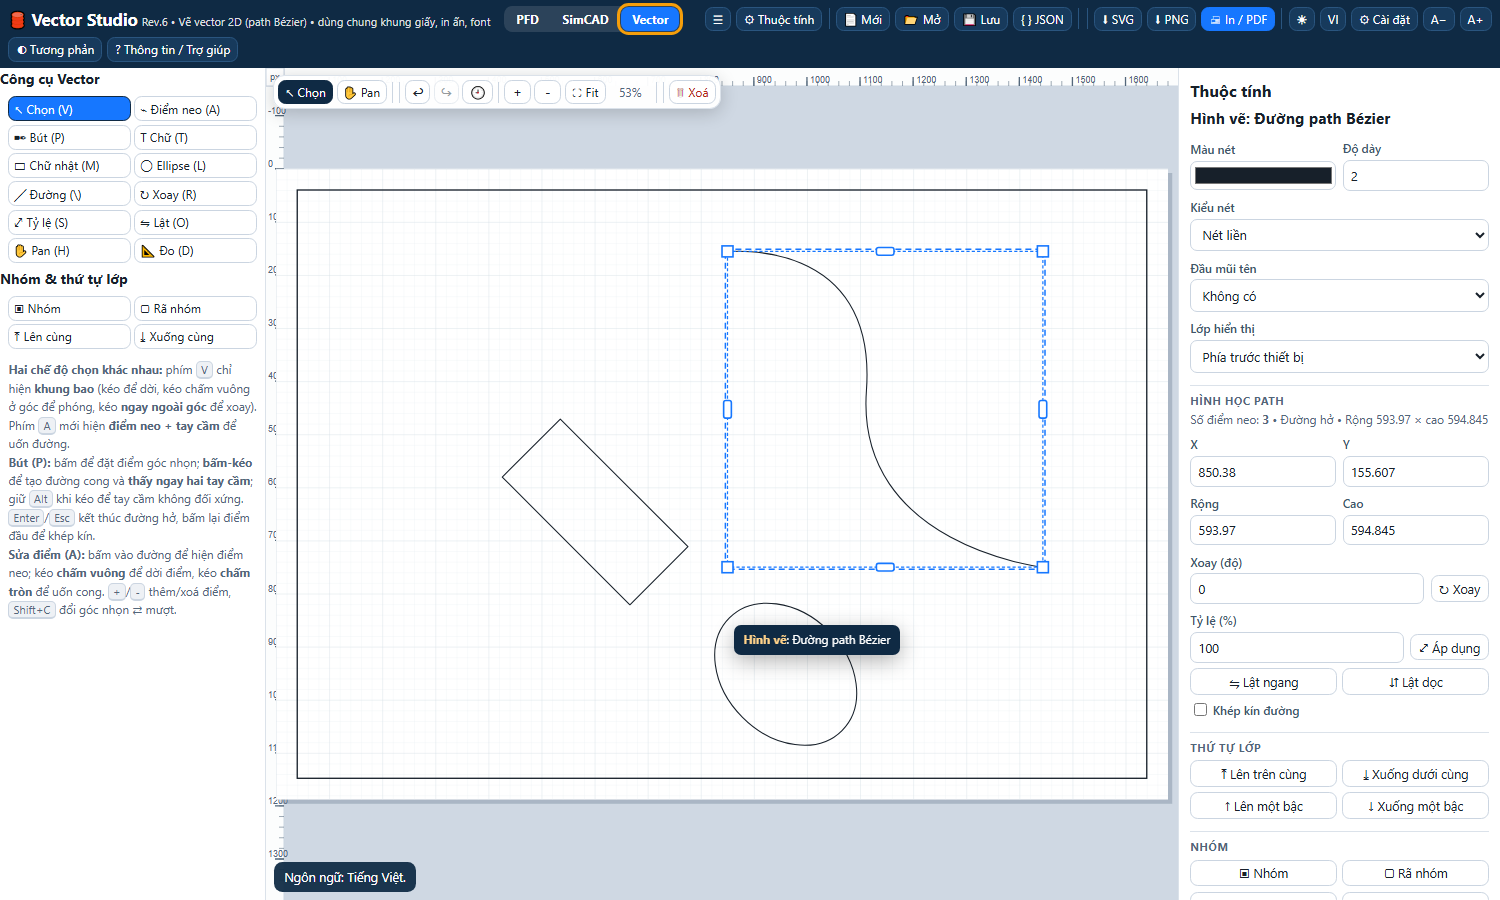 Vector Studio Rev.6 • Vẽ vector 2D (path Bézier) • dùng chung khung giấy, in ấn, font
PFD SimCAD Vector
☰ ⚙ Thuộc tính Mới Mở Lưu { } JSON ⬇ SVG ⬇ PNG In / PDF ☀ VI ⚙ Cài đặt A− A+
Tương phản ? Thông tin / Trợ giúp
Công cụ Vector
Chọn (V) Điểm neo (A)
Bút (P) T Chữ (T)
Chữ nhật (M) Ellipse (L)
Đường (\) Xoay (R)
Tỷ lệ (S) Lật (O)
Pan (H) Đo (D)
Nhóm & thứ tự lớp
Nhóm Rã nhóm
Lên cùng Xuống cùng
Hai chế độ chọn khác nhau: phím V chỉ
hiện khung bao (kéo để dời, kéo chấm vuông
ở góc để phóng, kéo ngay ngoài góc để xoay).
Phím A mới hiện điểm neo + tay cầm để
uốn đường.
Bút (P): bấm để đặt điểm góc nhọn; bấm-kéo
để tạo đường cong và thấy ngay hai tay cầm;
giữ Alt khi kéo để tay cầm không đối xứng.
Enter/Esc kết thúc đường hở, bấm lại điểm
đầu để khép kín.
Sửa điểm (A): bấm vào đường để hiện điểm
neo; kéo chấm vuông để dời điểm, kéo chấm
tròn để uốn cong. +/- thêm/xoá điểm,
Shift+C đổi góc nhọn ⇄ mượt.
Chọn Pan ↩ ↪ + - Fit 53% Xoá
900 1000 1100 1200 1300 1400 1500 1600
-100
0
1200
1300
Hình vẽ: Đường path Bézier
Ngôn ngữ: Tiếng Việt.
Thuộc tính
Hình vẽ: Đường path Bézier
Màu nét Độ dày
2
Kiểu nét
Nét liền
Đầu mũi tên
Không có
Lớp hiển thị
Phía trước thiết bị
HÌNH HỌC PATH
Số điểm neo: 3 • Đường hở • Rộng 593.97 × cao 594.845
X Y
850.38 155.607
Rộng Cao
593.97 594.845
Xoay (độ)
0 ↻ Xoay
Tỷ lệ (%)
100 ⤢ Áp dụng
⇋ Lật ngang ⇵ Lật dọc
Khép kín đường
THỨ TỰ LỚP
⤒ Lên trên cùng ⤓ Xuống dưới cùng
↑ Lên một bậc ↓ Xuống một bậc
NHÓM
▣ Nhóm ▢ Rã nhóm